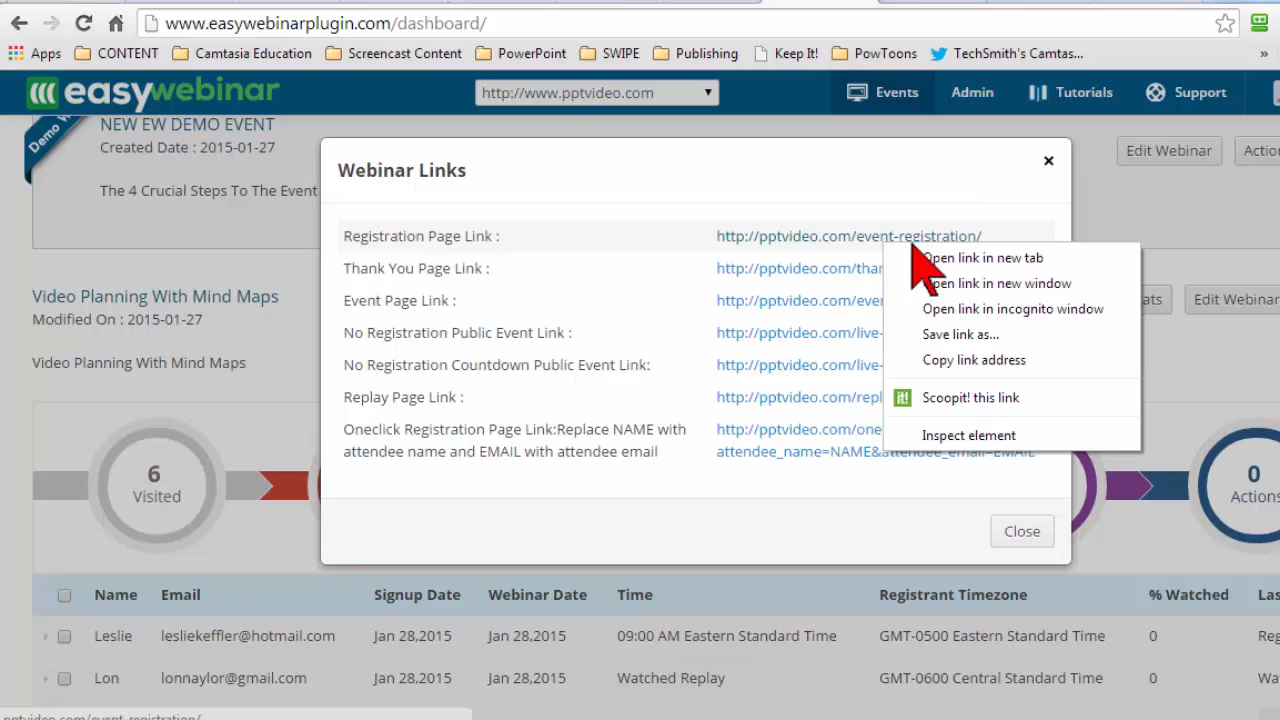 www.easywebinarplugin.com/dashboard/
Apps CONTENT Camtasia Education Screencast Content PowerPoint SWIPE Publishing Keep It! PowToons TechSmith's Camtas... »
easywebinar http://www.pptvideo.com Events Admin Tutorials Support
Demo
NEW EW DEMO EVENT
Created Date : 2015-01-27
Edit Webinar
The 4 Crucial Steps To The Event
Webinar Links
Registration Page Link : http://pptvideo.com/event-registration/
Thank You Page Link : http://pptvideo.com/than
Event Page Link : http://pptvideo.com/even
No Registration Public Event Link : http://pptvideo.com/live-
No Registration Countdown Public Event Link: http://pptvideo.com/live-
Replay Page Link : http://pptvideo.com/repl
Oneclick Registration Page Link:Replace NAME with http://pptvideo.com/one
attendee name and EMAIL with attendee email attendee_name=NAME&attendee_email=EMAIL
Close
Open link in new tab
Open link in new window
Open link in incognito window
Save link as...
Copy link address
it! Scoopit! this link
Inspect element
Video Planning With Mind Maps
Modified On : 2015-01-27
Edit Webinar
Video Planning With Mind Maps
6
Visited
0
Actions
Name Email Signup Date Webinar Date Time Registrant Timezone % Watched
Leslie lesliekeffler@hotmail.com Jan 28,2015 Jan 28,2015 09:00 AM Eastern Standard Time GMT-0500 Eastern Standard Time 0
Lon lonnaylor@gmail.com Jan 28,2015 Jan 28,2015 Watched Replay GMT-0600 Central Standard Time 0
pptvideo.com/event-registration/